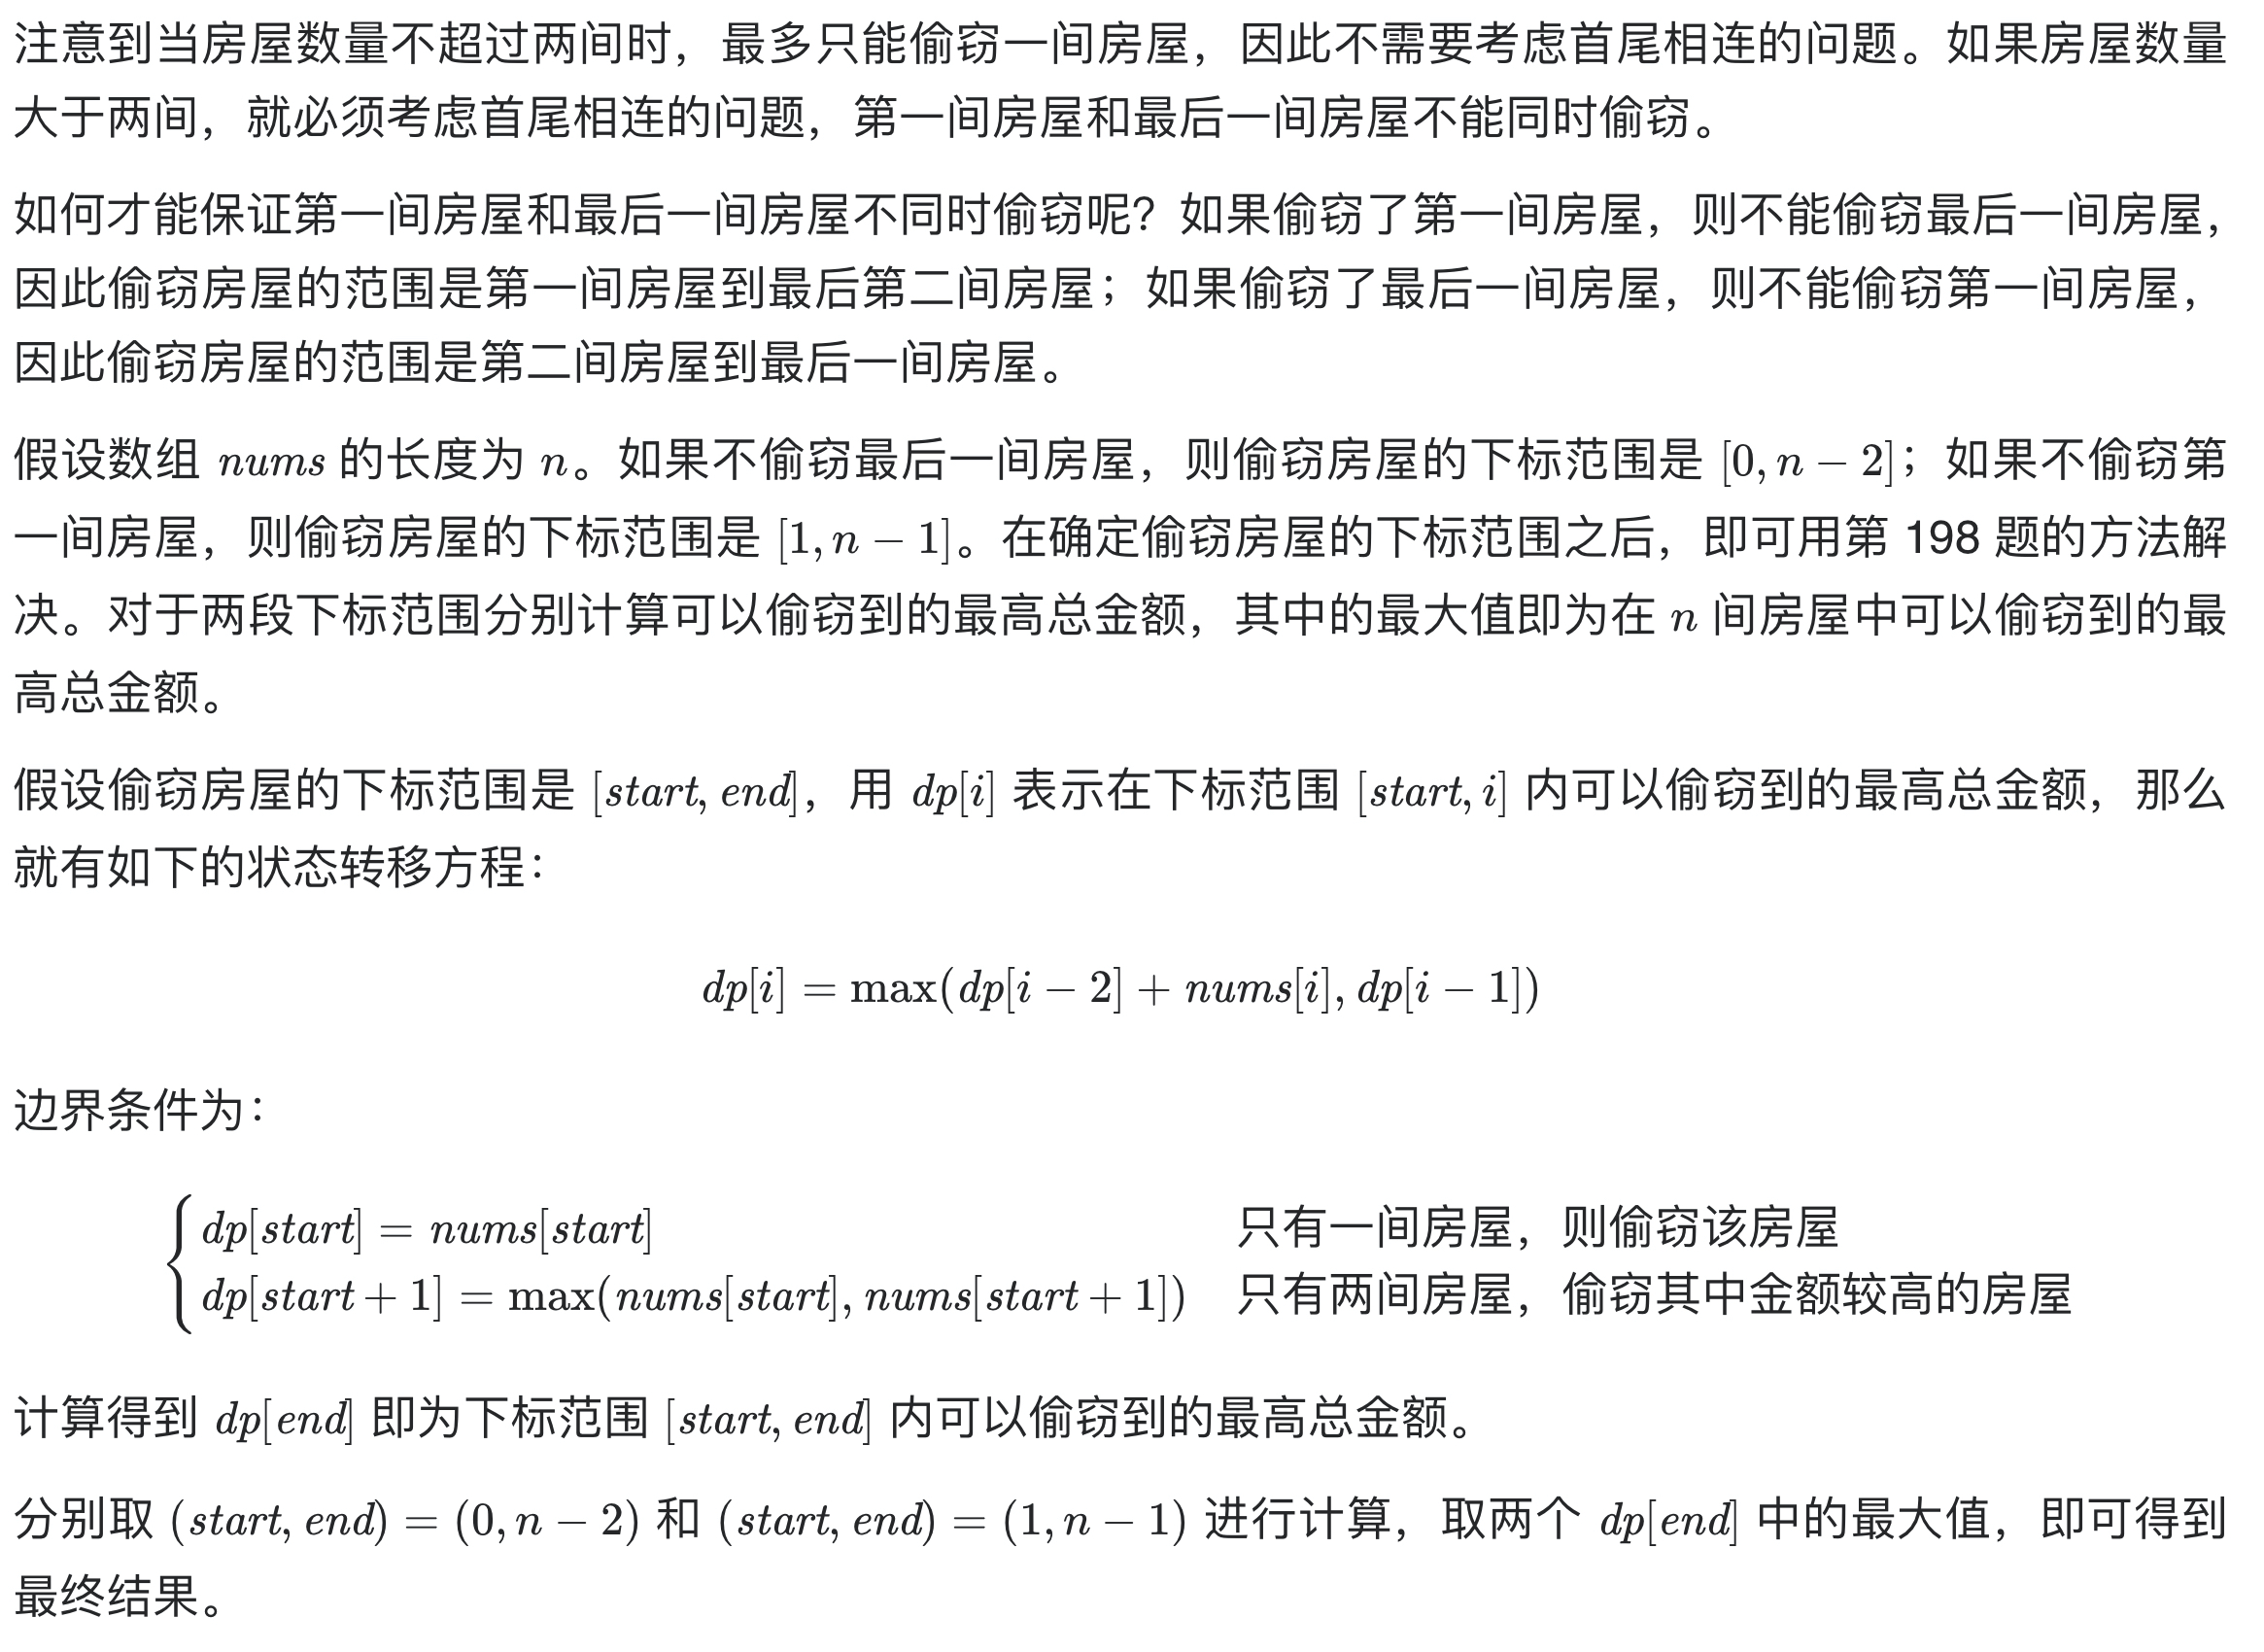 注意到当房屋数量不超过两间时，最多只能偷窃一间房屋，因此不需要考虑首尾相连的问题。如果房屋数量
大于两间，就必须考虑首尾相连的问题，第一间房屋和最后一间房屋不能同时偷窃。
如何才能保证第一间房屋和最后一间房屋不同时偷窃呢？如果偷窃了第一间房屋，则不能偷窃最后一间房屋，
因此偷窃房屋的范围是第一间房屋到最后第二间房屋；如果偷窃了最后一间房屋，则不能偷窃第一间房屋，
因此偷窃房屋的范围是第二间房屋到最后一间房屋。
假设数组 nums 的长度为 n。如果不偷窃最后一间房屋，则偷窃房屋的下标范围是 [0, n − 2]；如果不偷窃第
一间房屋，则偷窃房屋的下标范围是 [1, n − 1]。在确定偷窃房屋的下标范围之后，即可用第 198 题的方法解
决。对于两段下标范围分别计算可以偷窃到的最高总金额，其中的最大值即为在 n 间房屋中可以偷窃到的最
高总金额。
假设偷窃房屋的下标范围是 [start, end]，用 dp[i] 表示在下标范围 [start, i] 内可以偷窃到的最高总金额，那么
就有如下的状态转移方程：
dp[i] = max(dp[i − 2] + nums[i], dp[i − 1])
边界条件为：
dp[start] = nums[start] 只有一间房屋，则偷窃该房屋
dp[start + 1] = max(nums[start], nums[start + 1]) 只有两间房屋，偷窃其中金额较高的房屋
计算得到 dp[end] 即为下标范围 [start, end] 内可以偷窃到的最高总金额。
分别取 (start, end) = (0, n − 2) 和 (start, end) = (1, n − 1) 进行计算，取两个 dp[end] 中的最大值，即可得到
最终结果。